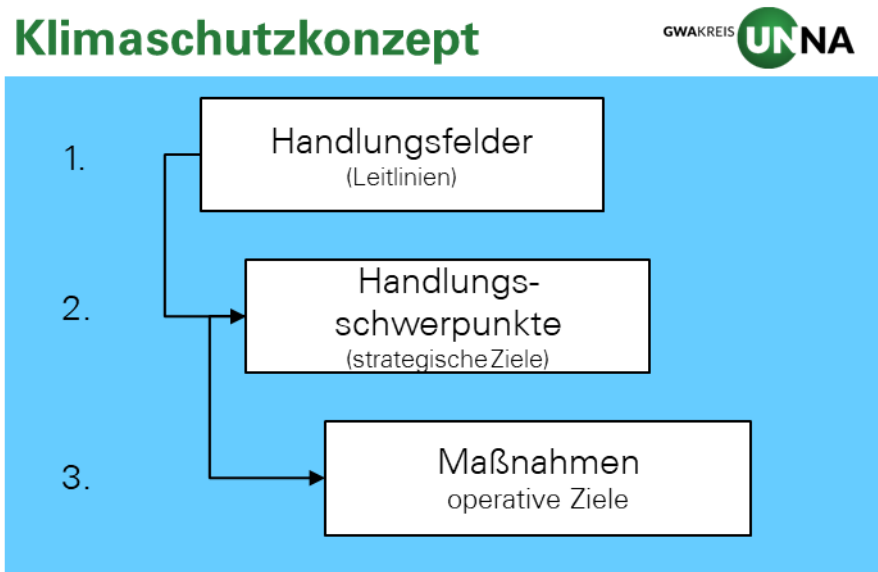 Klimaschutzkonzept
GWAKREIS UNNA
1.
Handlungsfelder
(Leitlinien)
2.
Handlungs-
schwerpunkte
(strategische Ziele)
3.
Maßnahmen
operative Ziele